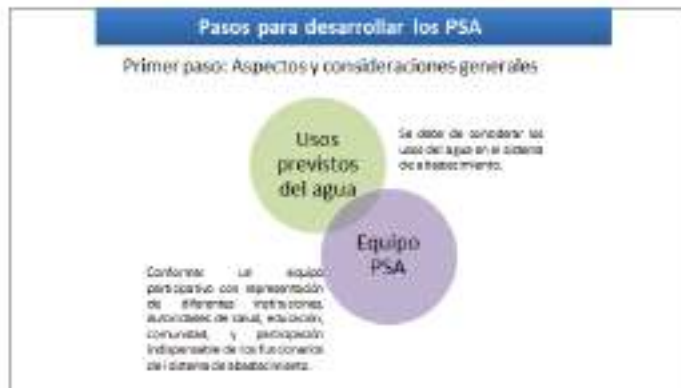 Pasos para desarrollar los PSA
Primer paso: Aspectos y consideraciones generales
Usos
previstos
del agua
Se debe de considerar los
usos del agua en el sistema
de abastecimiento.
Equipo
PSA
Conformar un equipo
participativo con representación
de diferentes instituciones,
autoridades de salud, educación,
comunidad, y participación
indispensable de los funcionarios
del sistema de abastecimiento.